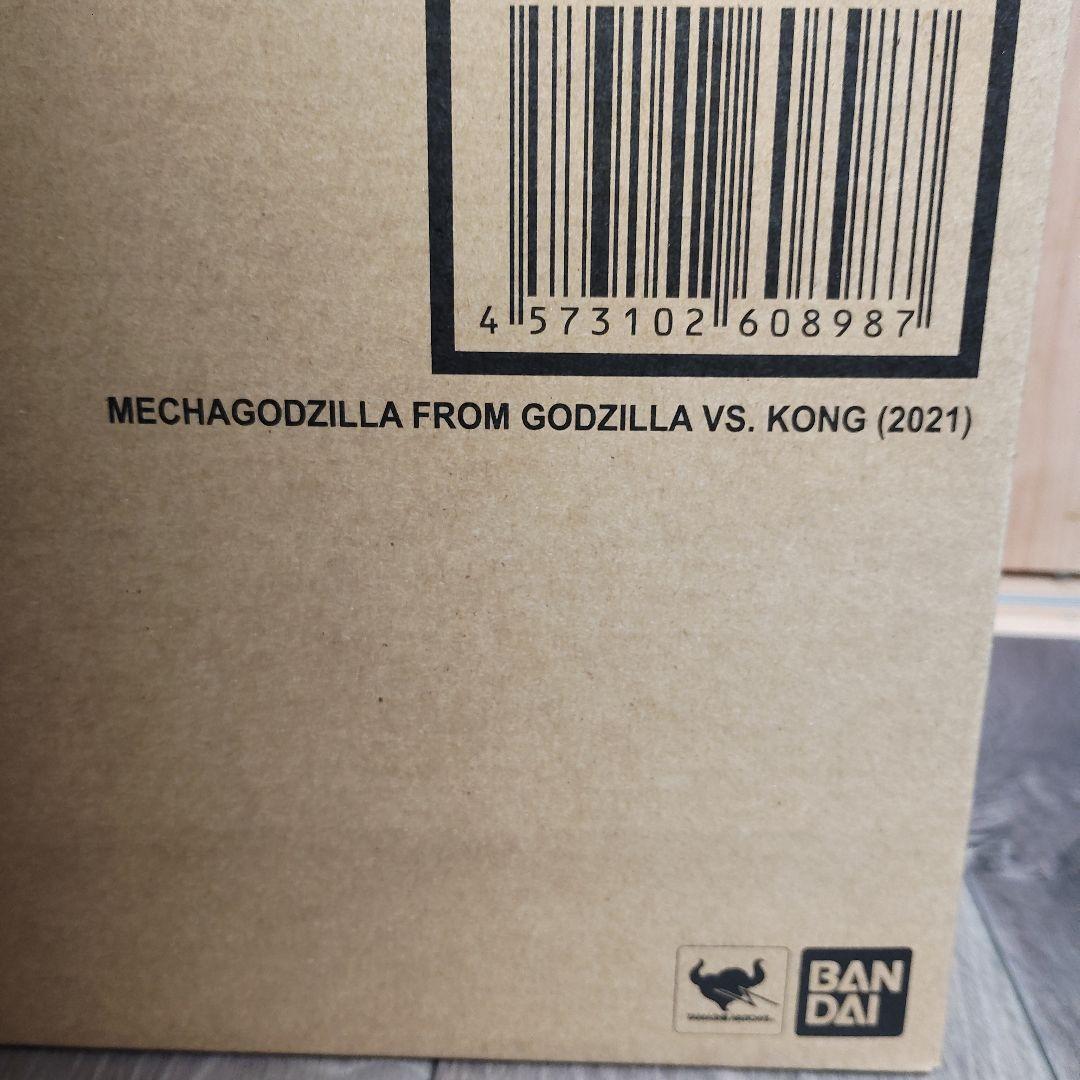 4 573102 608987
MECHAGODZILLA FROM GODZILLA VS. KONG (2021)
BAN
DAI